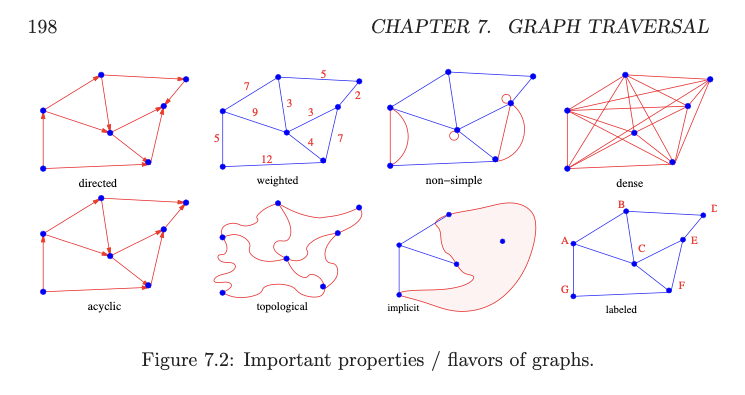 198
CHAPTER 7. GRAPH TRAVERSAL
directed
7
5
9
3
3
2
5
4
7
12
weighted
non−simple
dense
acyclic
topological
implicit
B
D
A
C
E
G
F
labeled
Figure 7.2: Important properties / flavors of graphs.